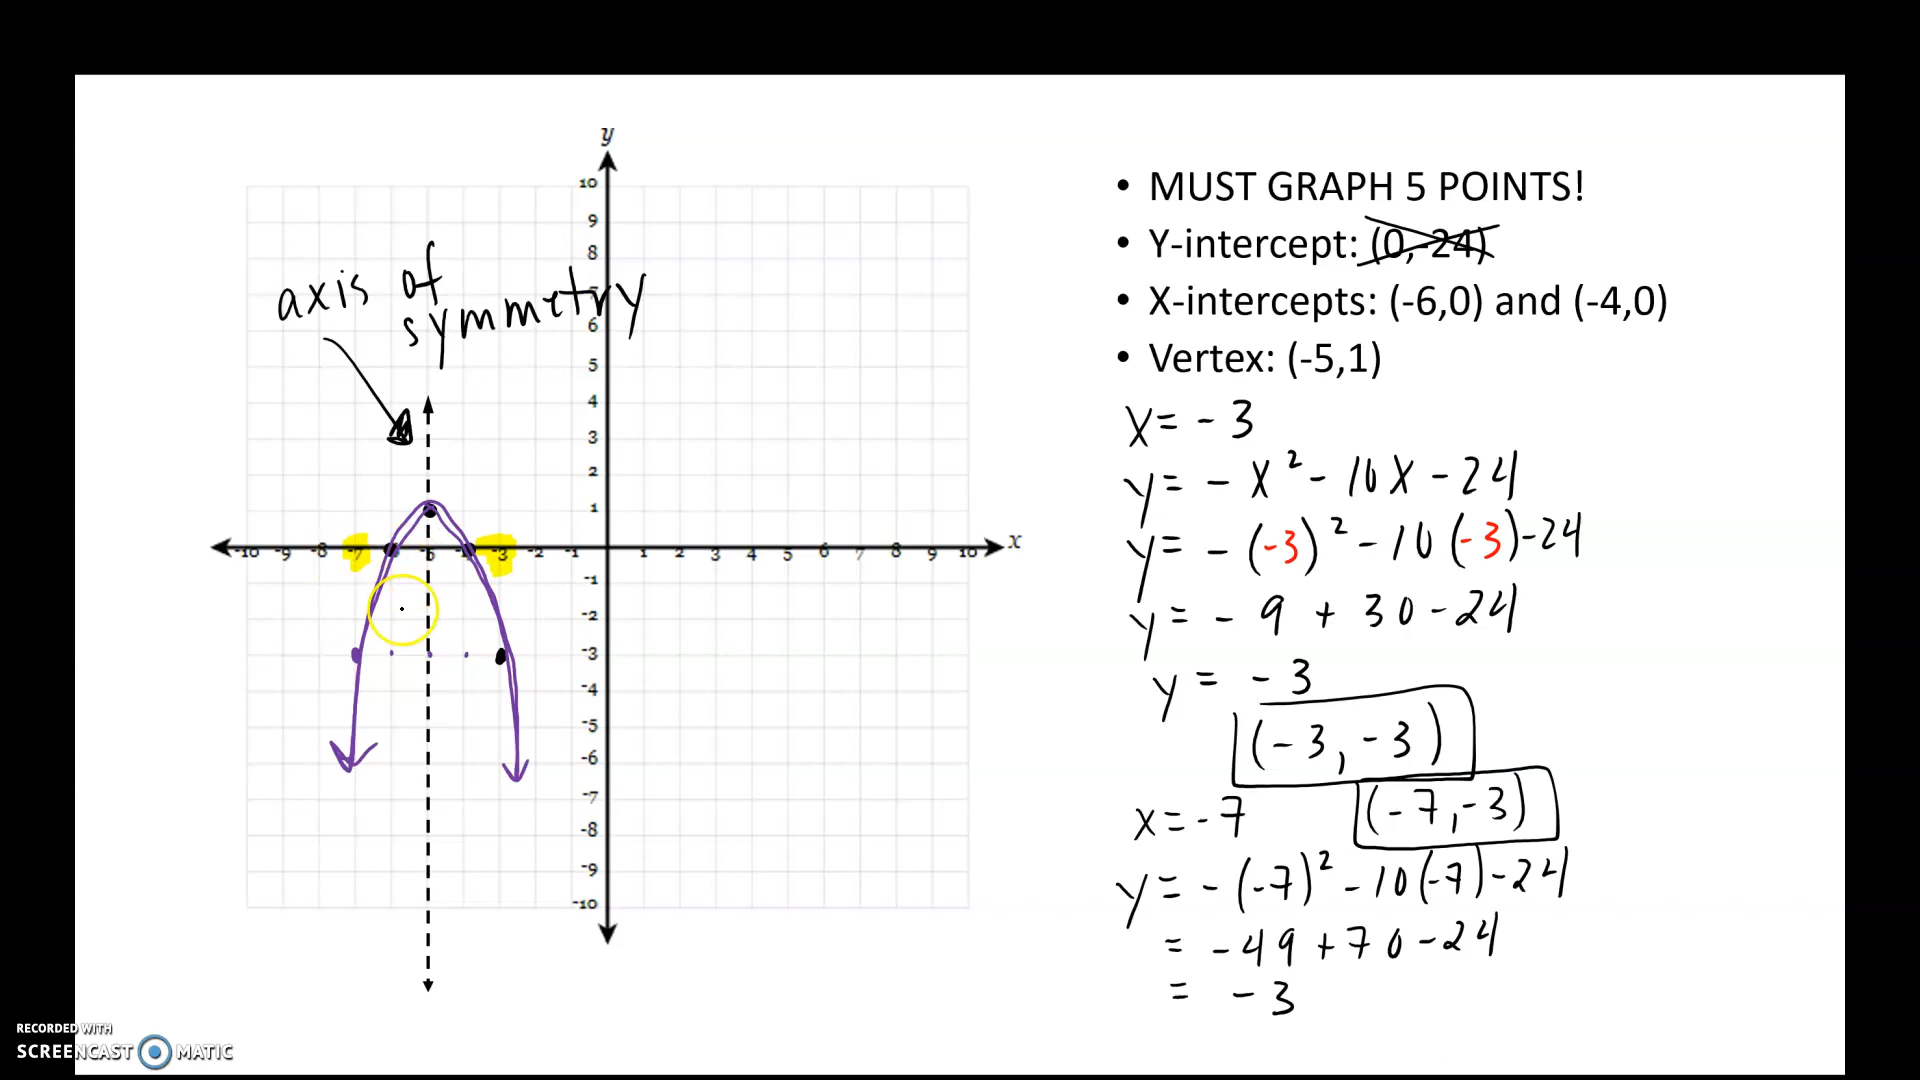 y
10
9
8
axis of
7
symmetry
6
5
4
3
2
1
-10 -9 -8 -7 -5 -3 -2 -1 1 2 3 4 5 6 7 8 9 10 x
-1
-2
-3
-4
-5
-6
-7
-8
-9
-10
• MUST GRAPH 5 POINTS!
• Y-intercept: (0,-24)
• X-intercepts: (-6,0) and (-4,0)
• Vertex: (-5,1)
x = -3
y = -x² - 10x - 24
y = -(-3)² - 10(-3) - 24
y = -9 + 30 - 24
y = -3
(-3, -3)
x = -7 (-7, -3)
y = -(-7)² - 10(-7) - 24
= -49 + 70 - 24
= -3
RECORDED WITH
SCREENCAST MATIC